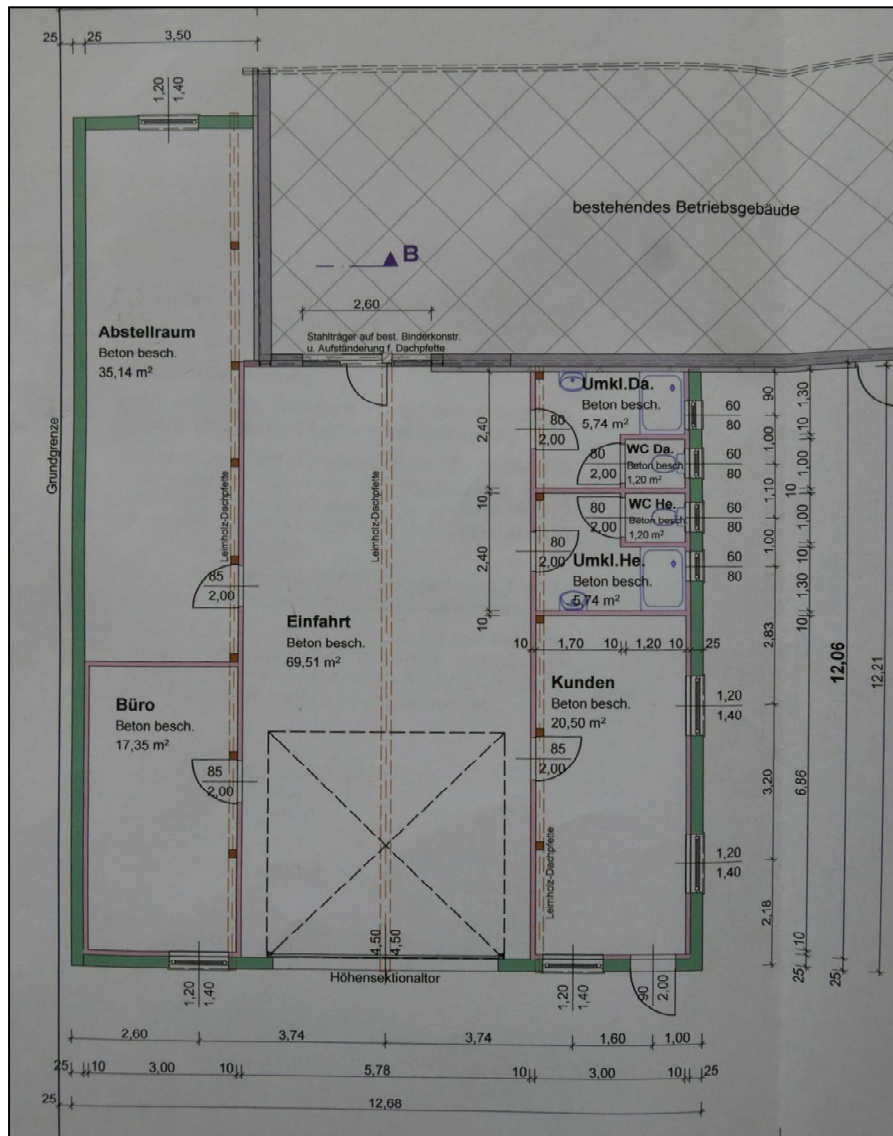 25
25
3,50
1,20
1,40
bestehendes Betriebsgebäude
B
2,60
Stahlträger auf best. Binderkonstr.
u. Aufständerung f. Dachpfette
Abstellraum
Beton besch.
35,14 m²
Grundgrenze
Leimholz-Dachpfette
Leimholz-Dachpfette
85
2,00
Einfahrt
Beton besch.
69,51 m²
2,40
10
2,40
10
Umkl.Da.
Beton besch.
5,74 m²
80
2,00
WC Da.
Beton besch.
1,20 m²
80
2,00
WC He.
Beton besch.
1,20 m²
80
2,00
80
2,00
Umkl.He.
Beton besch.
5,74 m²
60
80
60
80
60
80
60
80
90
1,00
1,10
1,00
2,83
3,20
2,18
1,30
10
1,00
10
1,00
10
1,30
10
6,86
10
25
12,06
25
12,21
10
1,70
10
1,20
10
25
Kunden
Beton besch.
20,50 m²
85
2,00
Leimholz-Dachpfette
1,20
1,40
1,20
1,40
Büro
Beton besch.
17,35 m²
85
2,00
4,50
4,50
Höhensektionaltor
1,20
1,40
1,20
1,40
90
2,00
2,60
3,74
3,74
1,60
1,00
25
10
3,00
10
5,78
10
3,00
10
25
25
12,68